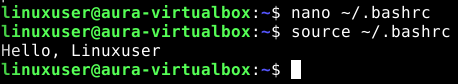 linuxuser@aura-virtualbox:~$ nano ~/.bashrc
linuxuser@aura-virtualbox:~$ source ~/.bashrc
Hello, Linuxuser
linuxuser@aura-virtualbox:~$